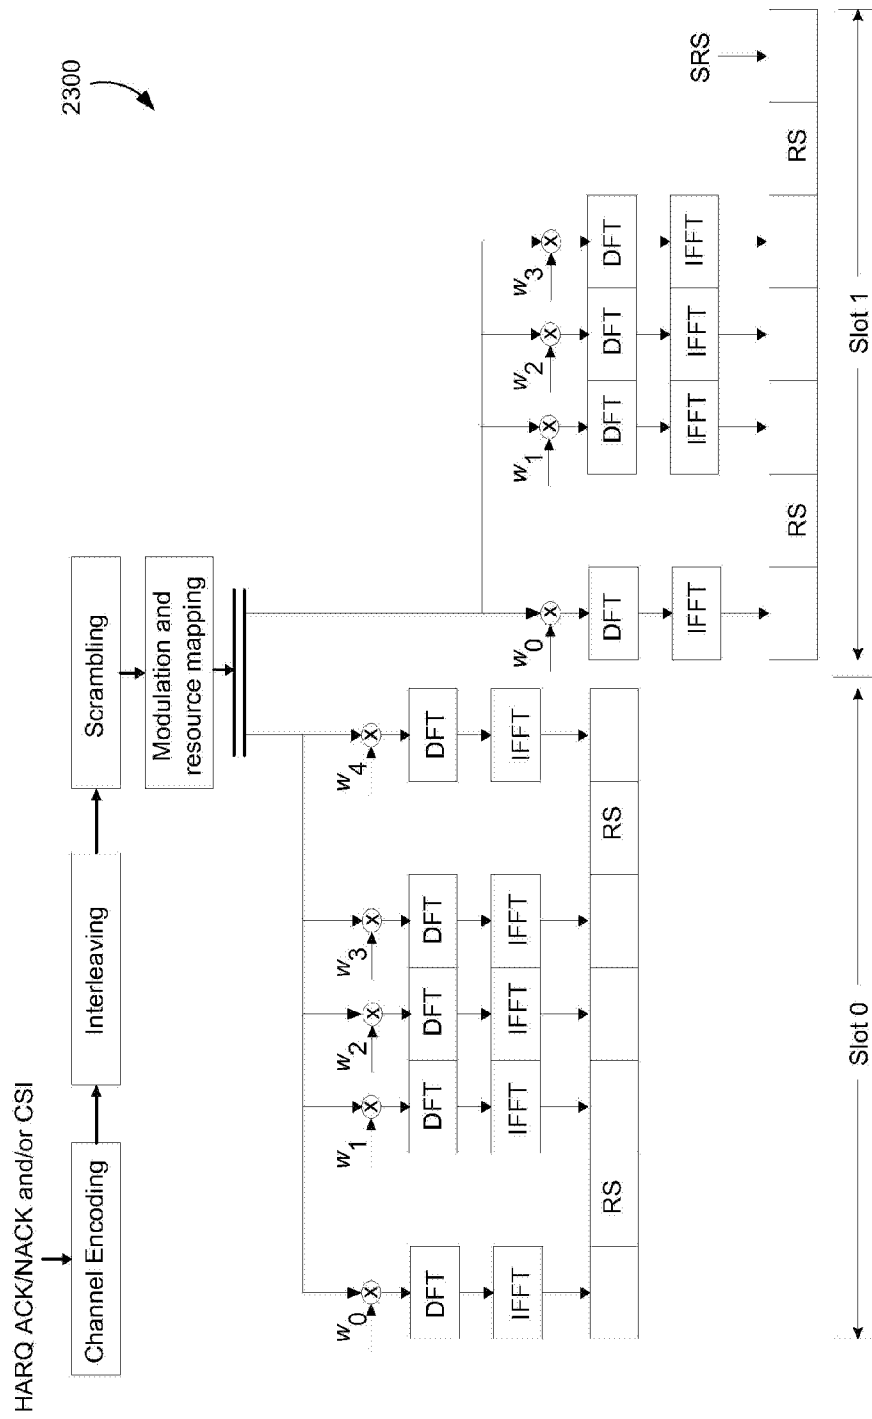 2300
HARQ ACK/NACK and/or CSI
Channel Encoding
Interleaving
Scrambling
Modulation and
resource mapping
w0
w1
w2
w3
w4
DFT
DFT
DFT
DFT
DFT
IFFT
IFFT
IFFT
IFFT
IFFT
RS
RS
w0
w1
w2
w3
DFT
DFT
DFT
DFT
IFFT
IFFT
IFFT
IFFT
SRS
RS
RS
Slot 0
Slot 1